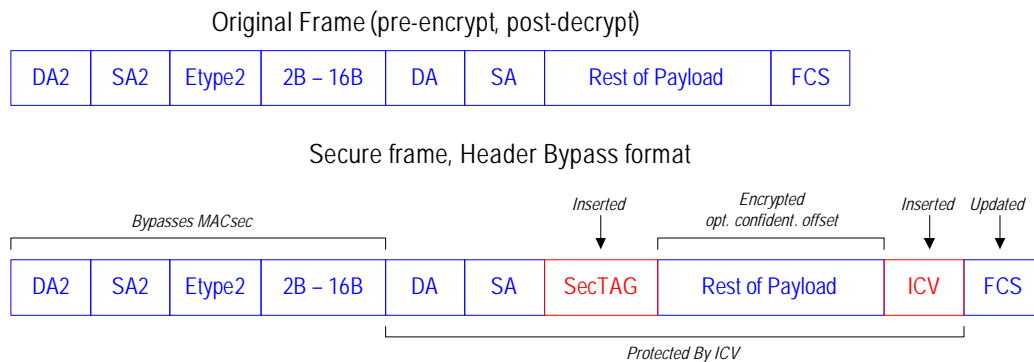 Original Frame (pre-encrypt, post-decrypt)
DA2 SA2 Etype2 2B – 16B DA SA Rest of Payload FCS
Secure frame, Header Bypass format
Bypasses MACsec Inserted Encrypted opt. confident. offset Inserted Updated
DA2 SA2 Etype2 2B – 16B DA SA SecTAG Rest of Payload ICV FCS
Protected By ICV